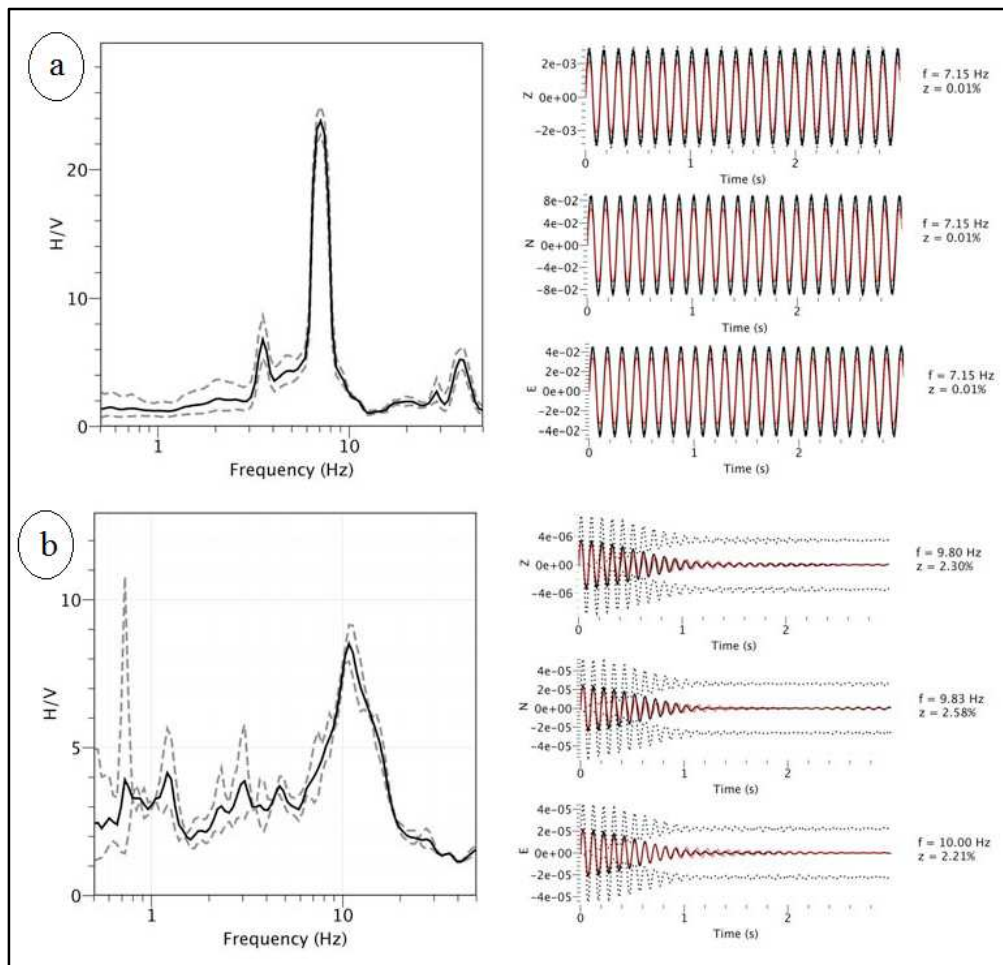 a
H/V
20
10
0
1
10
Frequency (Hz)
Z
2e-03
0e+00
-2e-03
0
1
2
Time (s)
f = 7.15 Hz
z = 0.01%
N
8e-02
4e-02
0e+00
-4e-02
-8e-02
0
1
2
Time (s)
f = 7.15 Hz
z = 0.01%
E
4e-02
2e-02
0e+00
-2e-02
-4e-02
0
1
2
Time (s)
f = 7.15 Hz
z = 0.01%
b
H/V
10
5
0
1
10
Frequency (Hz)
Z
4e-06
0e+00
-4e-06
0
1
2
Time (s)
f = 9.80 Hz
z = 2.30%
N
4e-05
2e-05
0e+00
-2e-05
-4e-05
0
1
2
Time (s)
f = 9.83 Hz
z = 2.58%
E
4e-05
2e-05
0e+00
-2e-05
-4e-05
0
1
2
Time (s)
f = 10.00 Hz
z = 2.21%